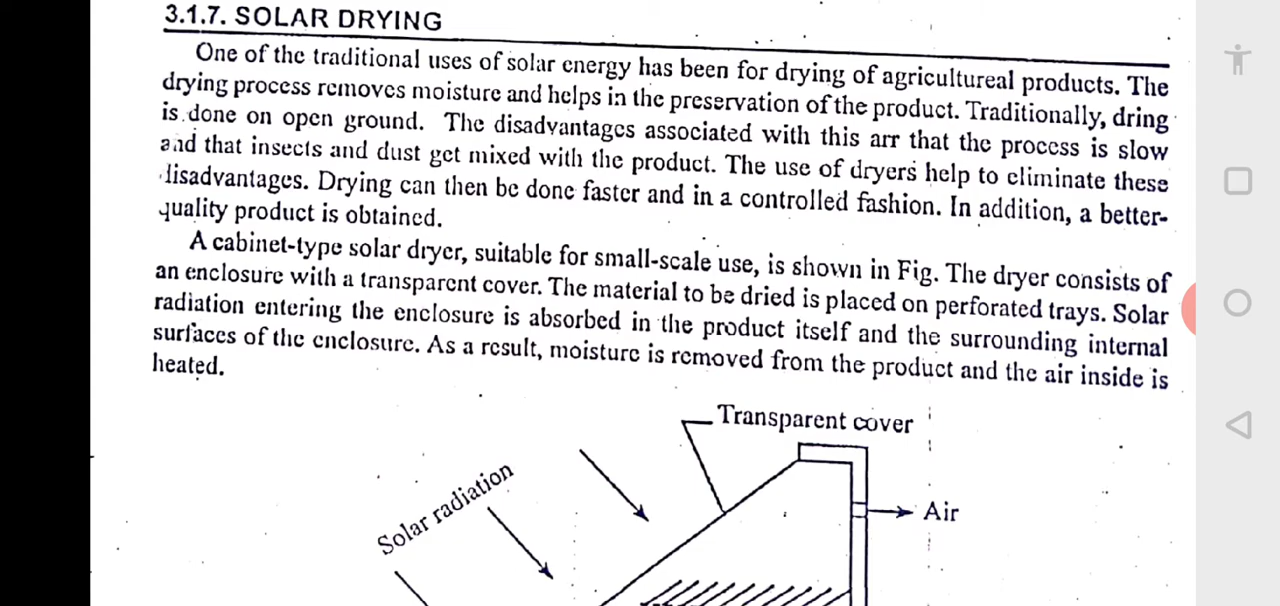 3.1.7. SOLAR DRYING
One of the traditional uses of solar energy has been for drying of agricultureal products. The
drying process removes moisture and helps in the preservation of the product. Traditionally, dring
is done on open ground. The disadvantages associated with this arr that the process is slow
and that insects and dust get mixed with the product. The use of dryers help to eliminate these
disadvantages. Drying can then be done faster and in a controlled fashion. In addition, a better-
quality product is obtained.
A cabinet-type solar dryer, suitable for small-scale use, is shown in Fig. The dryer consists of
an enclosure with a transparent cover. The material to be dried is placed on perforated trays. Solar
radiation entering the enclosure is absorbed in the product itself and the surrounding internal
surfaces of the enclosure. As a result, moisture is removed from the product and the air inside is
heated.
Transparent cover
Solar radiation
Air